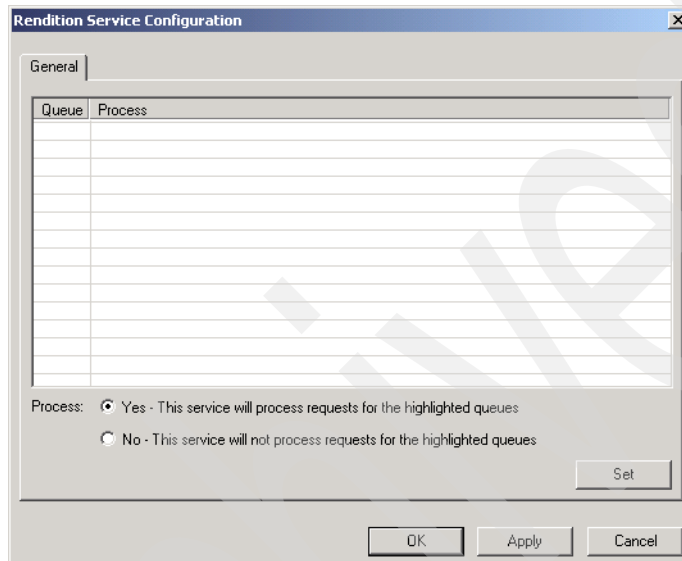 Rendition Service Configuration
General
Queue Process
Process: Yes - This service will process requests for the highlighted queues
No - This service will not process requests for the highlighted queues
Set
OK Apply Cancel